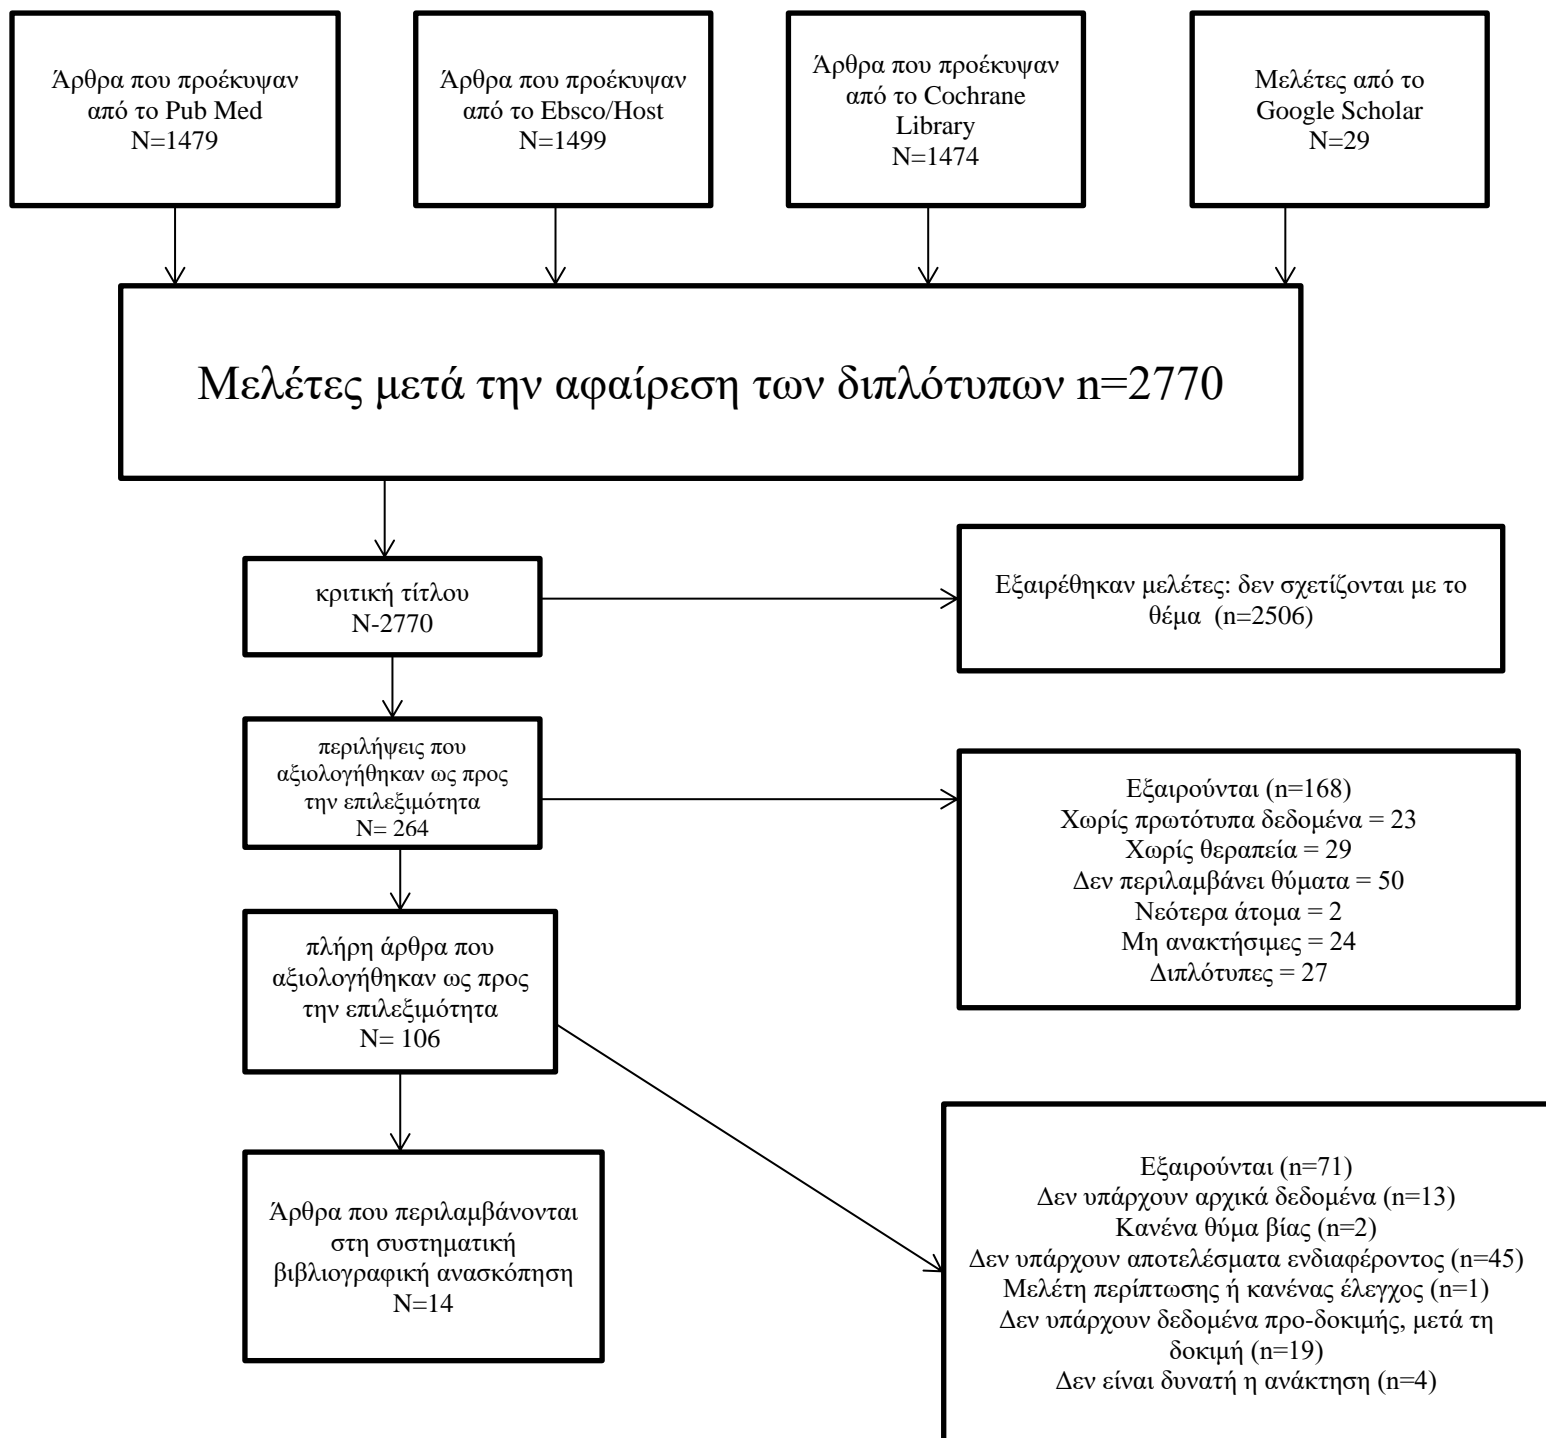 Άρθρα που προέκυψαν
από το Pub Med
N=1479
Άρθρα που προέκυψαν
από το Ebsco/Host
N=1499
Άρθρα που προέκυψαν
από το Cochrane
Library
N=1474
Μελέτες από το
Google Scholar
N=29
Μελέτες μετά την αφαίρεση των διπλότυπων n=2770
κριτική τίτλου
N-2770
Εξαιρέθηκαν μελέτες: δεν σχετίζονται με το
θέμα (n=2506)
περιλήψεις που
αξιολογήθηκαν ως προς
την επιλεξιμότητα
N= 264
Εξαιρούνται (n=168)
Χωρίς πρωτότυπα δεδομένα = 23
Χωρίς θεραπεία = 29
Δεν περιλαμβάνει θύματα = 50
Νεότερα άτομα = 2
Μη ανακτήσιμες = 24
Διπλότυπες = 27
πλήρη άρθρα που
αξιολογήθηκαν ως προς
την επιλεξιμότητα
N= 106
Εξαιρούνται (n=71)
Δεν υπάρχουν αρχικά δεδομένα (n=13)
Κανένα θύμα βίας (n=2)
Δεν υπάρχουν αποτελέσματα ενδιαφέροντος (n=45)
Μελέτη περίπτωσης ή κανένας έλεγχος (n=1)
Δεν υπάρχουν δεδομένα προ-δοκιμής, μετά τη
δοκιμή (n=19)
Δεν είναι δυνατή η ανάκτηση (n=4)
Άρθρα που περιλαμβάνονται
στη συστηματική
βιβλιογραφική ανασκόπηση
N=14